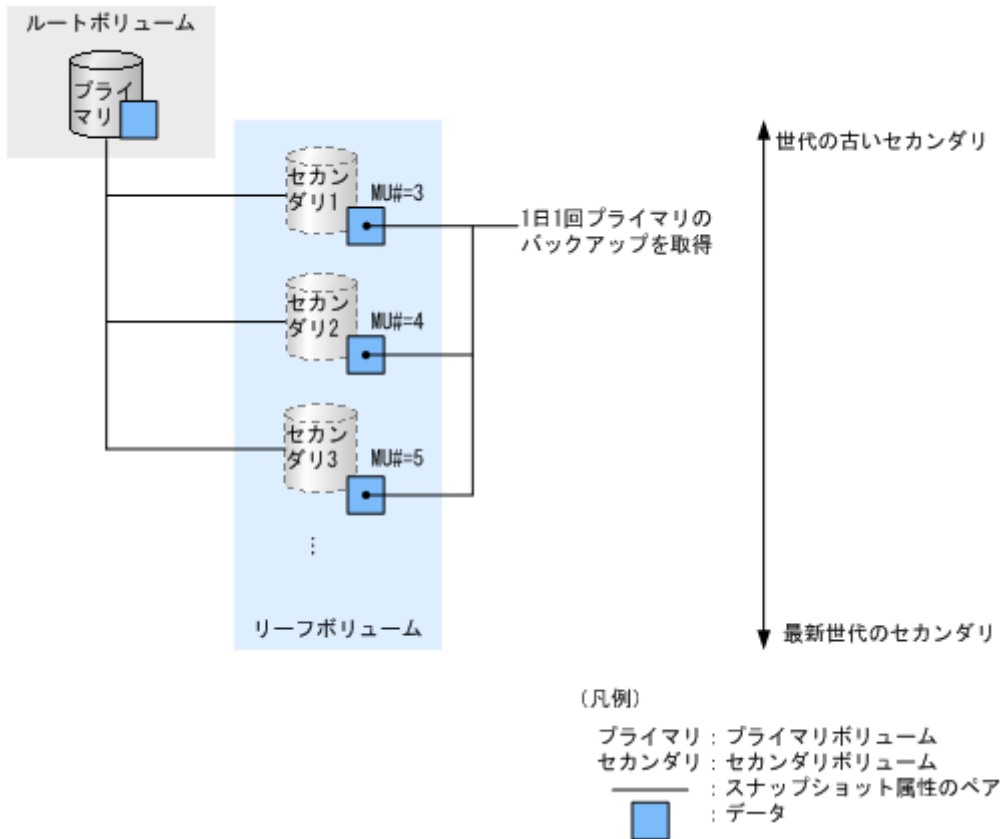 ルートボリューム
プライ
マリ
世代の古いセカンダリ
セカン
ダリ1
MU#=3
1日1回プライマリの
バックアップを取得
セカン
ダリ2
MU#=4
セカン
ダリ3
MU#=5
⋮
リーフボリューム
最新世代のセカンダリ
(凡例)
プライマリ : プライマリボリューム
セカンダリ : セカンダリボリューム
: スナップショット属性のペア
: データ